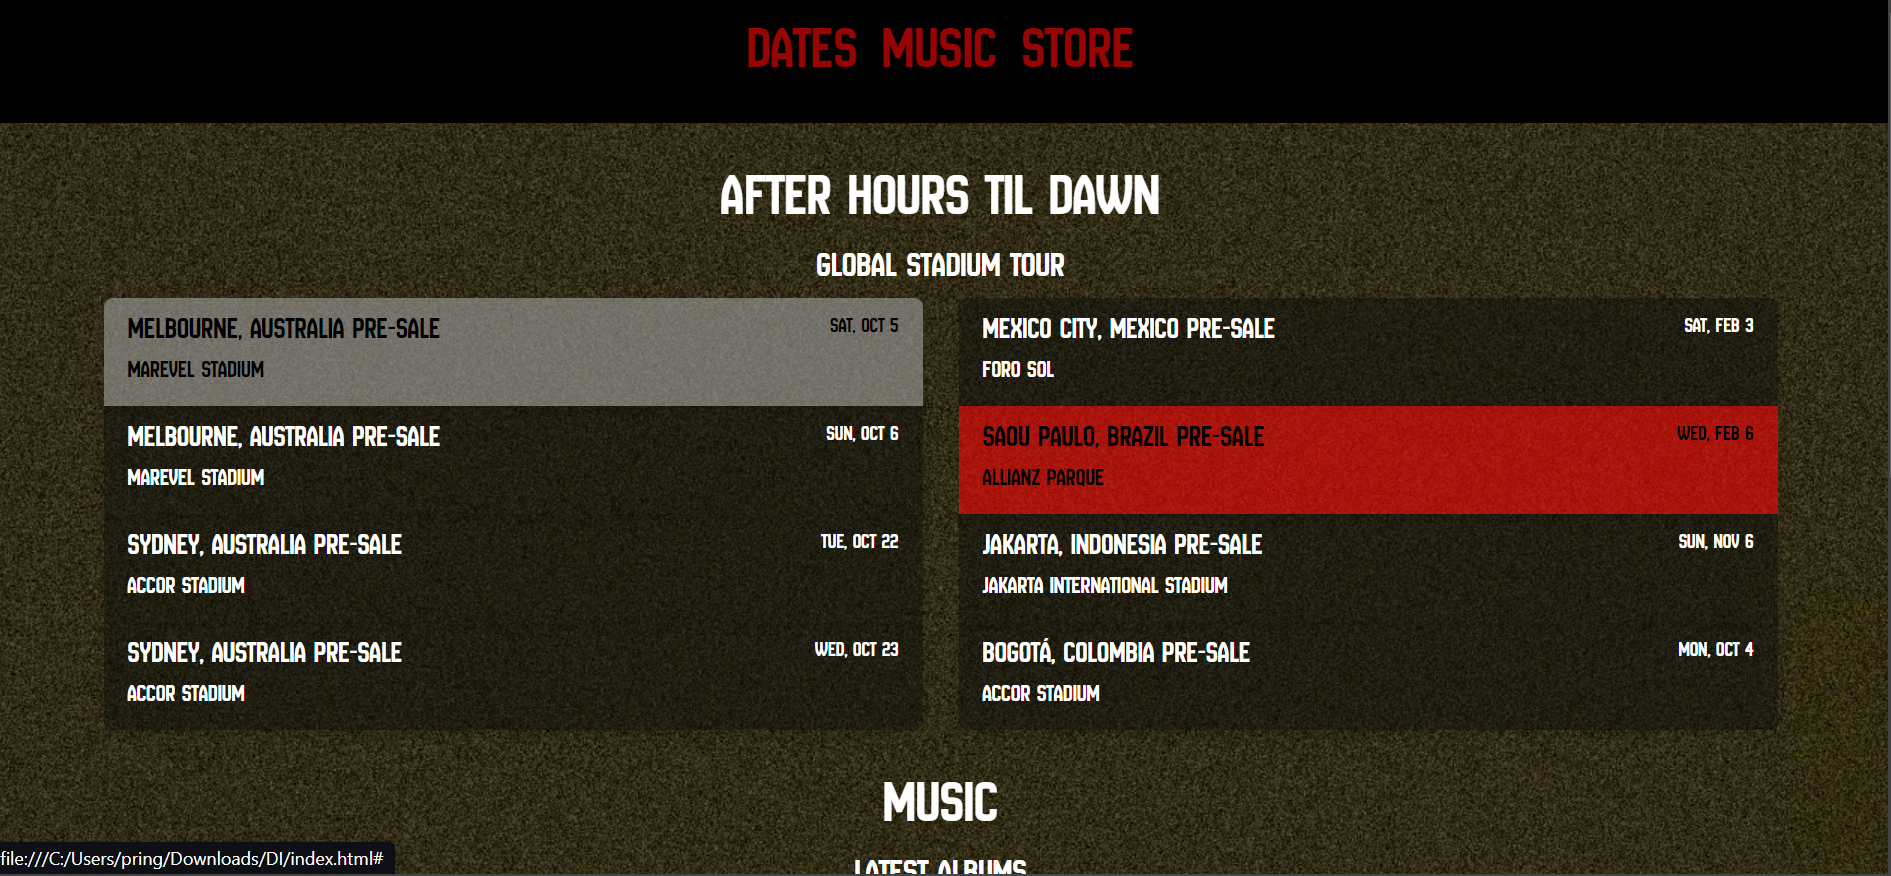 DATES MUSIC STORE
AFTER HOURS TIL DAWN
GLOBAL STADIUM TOUR
MELBOURNE, AUSTRALIA PRE-SALE SAT, OCT 5
MAREVEL STADIUM
MELBOURNE, AUSTRALIA PRE-SALE SUN, OCT 6
MAREVEL STADIUM
SYDNEY, AUSTRALIA PRE-SALE TUE, OCT 22
ACCOR STADIUM
SYDNEY, AUSTRALIA PRE-SALE WED, OCT 23
ACCOR STADIUM
MEXICO CITY, MEXICO PRE-SALE SAT, FEB 3
FORO SOL
SAOU PAULO, BRAZIL PRE-SALE WED, FEB 6
ALLIANZ PARQUE
JAKARTA, INDONESIA PRE-SALE SUN, NOV 6
JAKARTA INTERNATIONAL STADIUM
BOGOTÁ, COLOMBIA PRE-SALE MON, OCT 4
ACCOR STADIUM
MUSIC
LATEST ALBUMS
file:///C:/Users/pring/Downloads/DI/index.html#